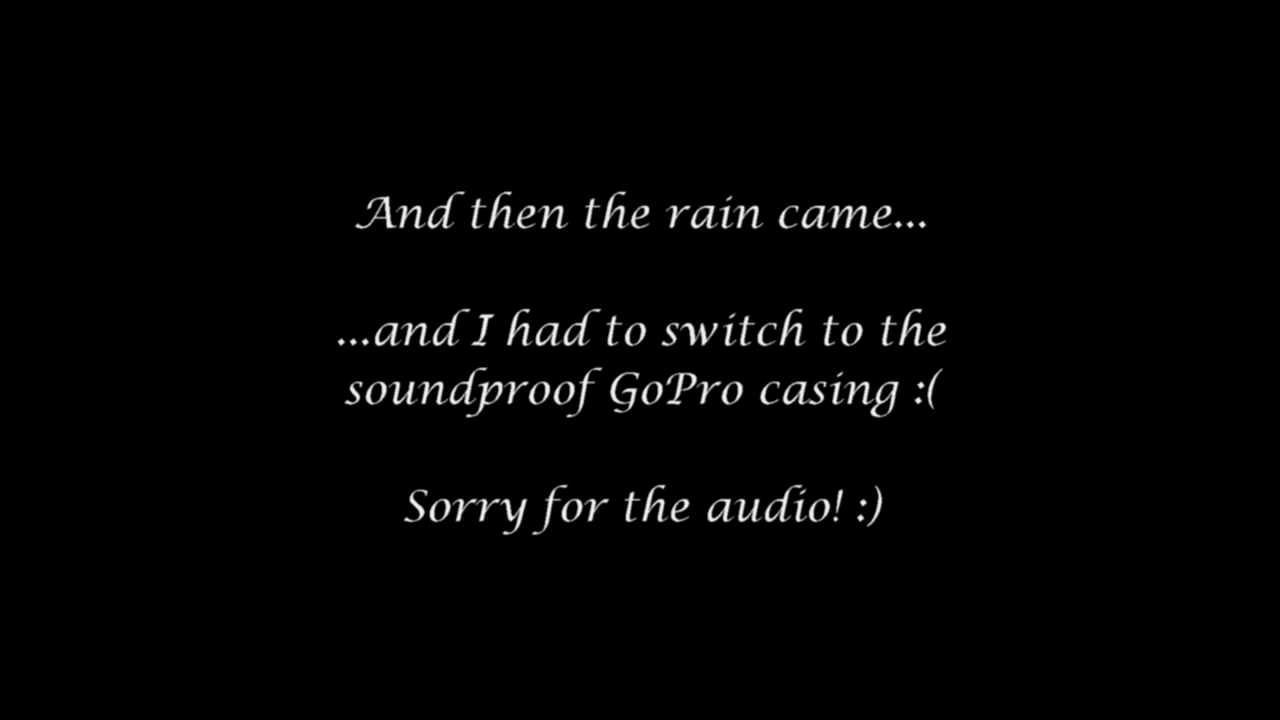 And then the rain came...
...and I had to switch to the
soundproof GoPro casing :(
Sorry for the audio! :)